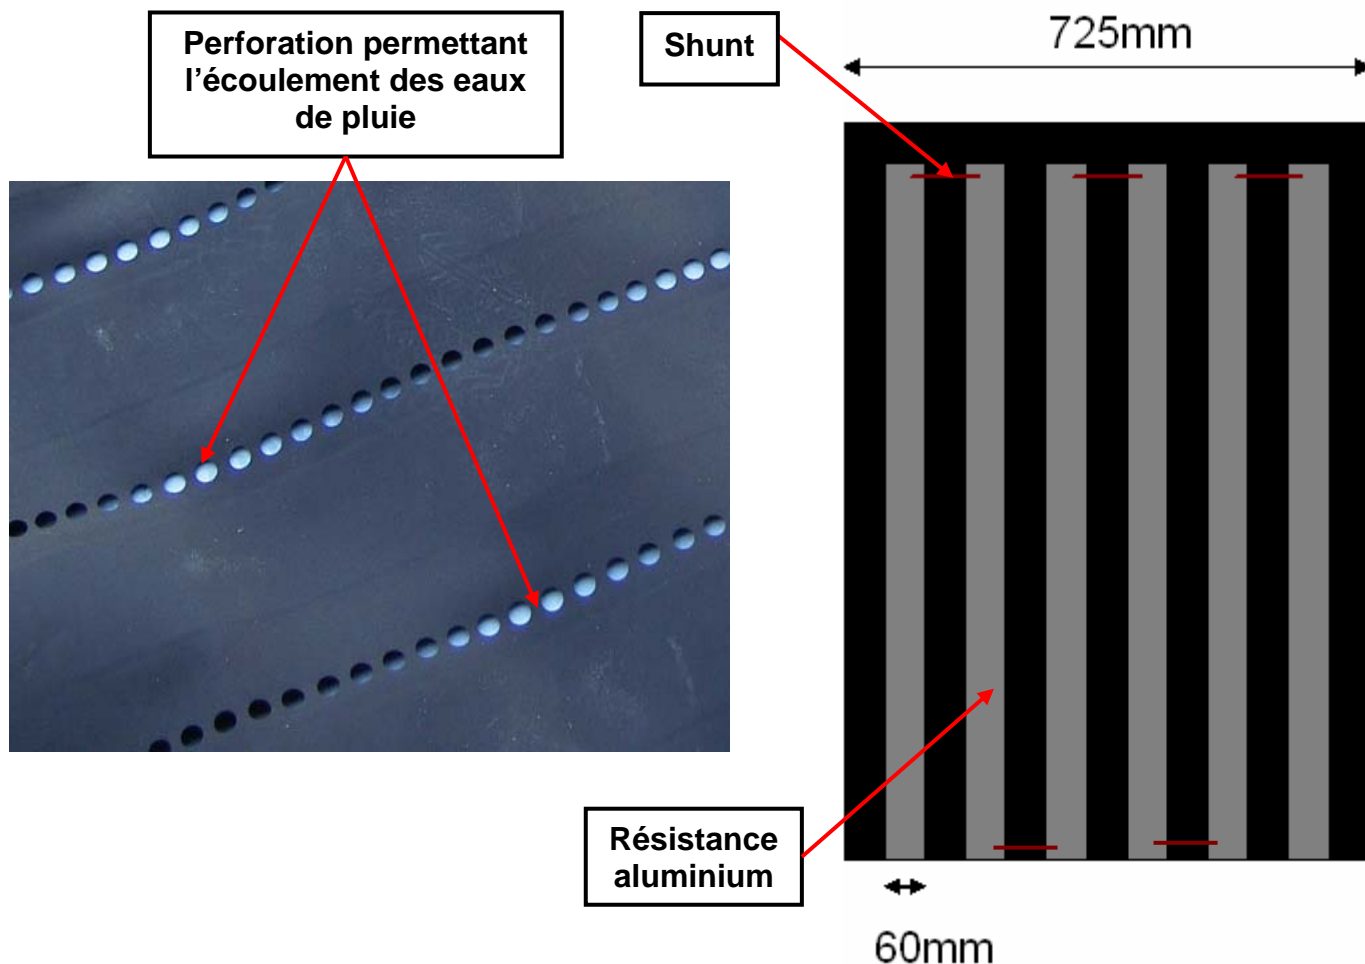 Perforation permettant
l'écoulement des eaux
de pluie
Shunt
725mm
Résistance
aluminium
60mm